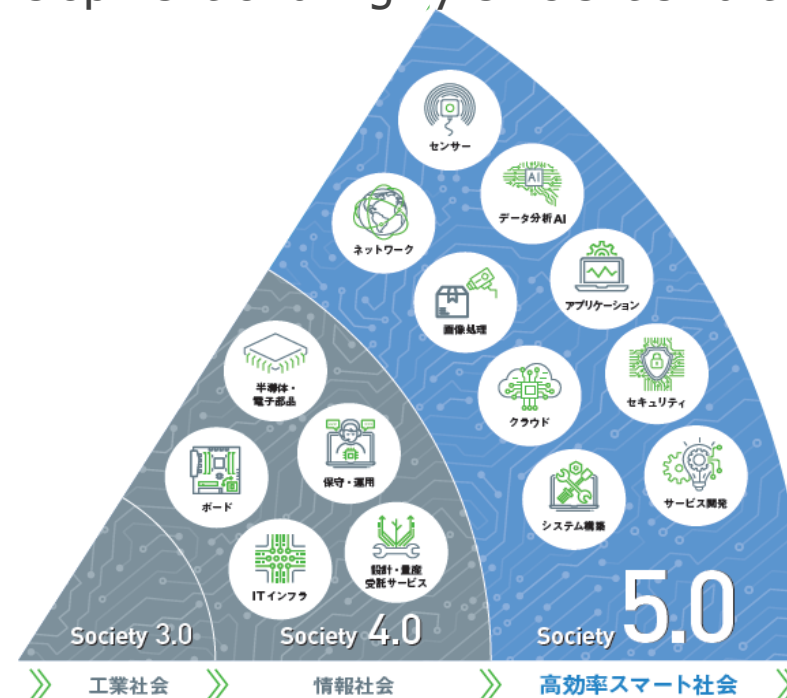 センサー
AI
データ分析AI
ネットワーク
アプリケーション
画像処理
半導体・
電子部品
セキュリティ
クラウド
保守・運用
ボード
サービス開発
システム構築
設計・量産
受託サービス
ITインフラ
Society 3.0
Society 4.0
Society 5.0
工業社会
情報社会
高効率スマート社会